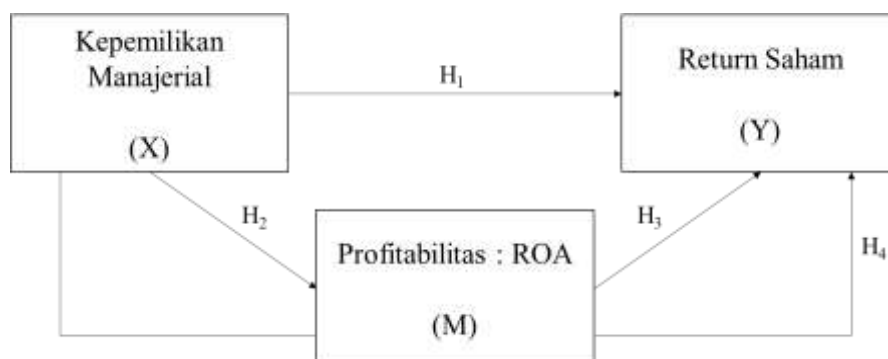 Kepemilikan
Manajerial
(X)
H₁
Return Saham
(Y)
H₂
Profitabilitas : ROA
(M)
H₃
H₄